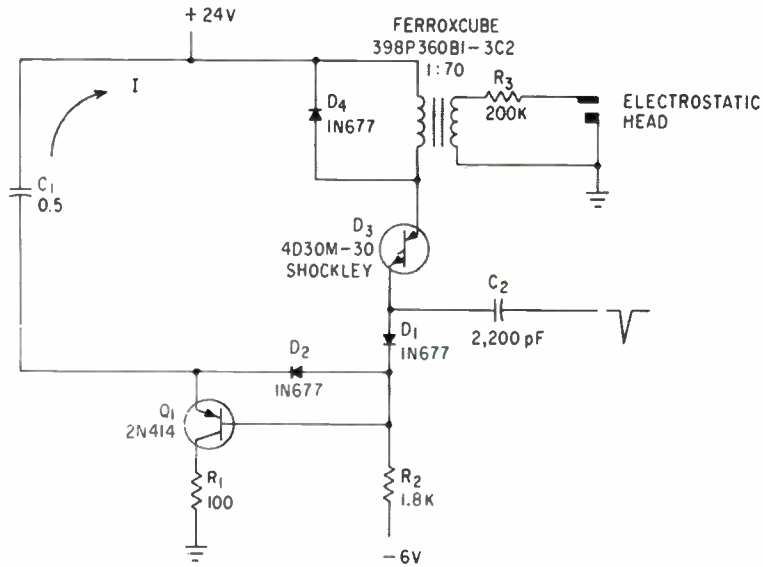 +24V
FERROXCUBE
398P360B1-3C2
1:70
I
D4
1N677
R3
200K
ELECTROSTATIC
HEAD
C1
0.5
D3
4D30M-30
SHOCKLEY
C2
2,200 pF
D1
1N677
D2
1N677
Q1
2N414
R1
100
R2
1.8K
-6V